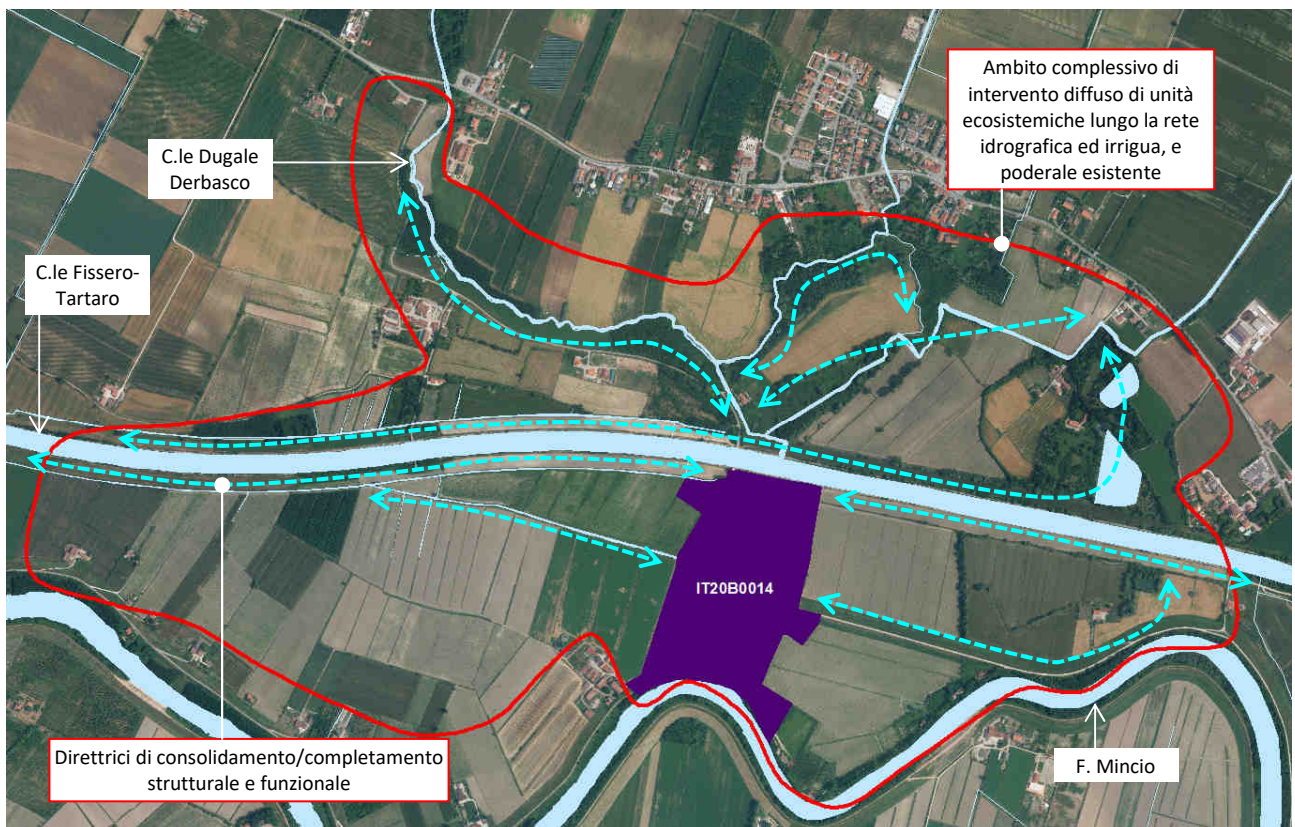 Ambito complessivo di
intervento diffuso di unità
ecosistemiche lungo la rete
idrografica ed irrigua, e
poderale esistente
C.le Dugale
Derbasco
C.le Fissero-
Tartaro
IT20B0014
Direttrici di consolidamento/completamento
strutturale e funzionale
F. Mincio